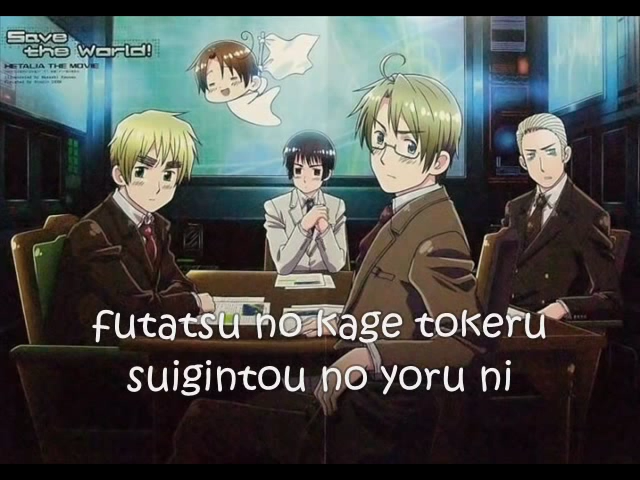 Save
the World!
HETALIA THE MOVIE
futatsu no kage tokeru
suigintou no yoru ni